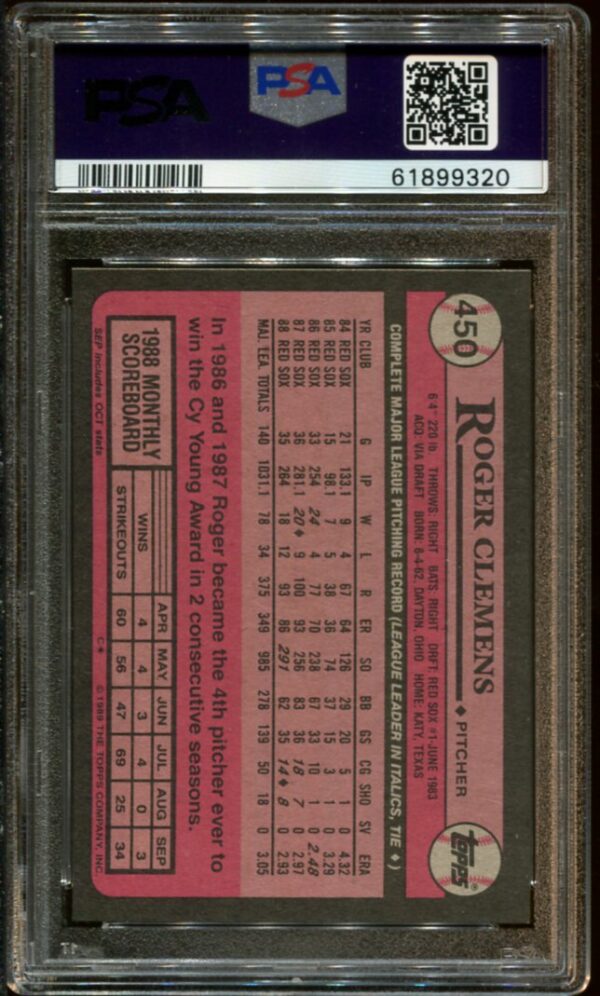 PSA
PSA
61899320
450
ROGER CLEMENS ♦ PITCHER
topps®
6'4" 220 lb. THROWS: RIGHT BATS: RIGHT DRFT: RED SOX #1-JUNE 1983
ACQ: VIA DRAFT BORN: 8-4-62, DAYTON, OHIO HOME: KATY, TEXAS
COMPLETE MAJOR LEAGUE PITCHING RECORD (LEAGUE LEADER IN ITALICS, TIE ♦)
YR CLUB G IP W L R ER SO BB GS CG SHO SV ERA
84 RED SOX 21 133.1 9 4 67 64 126 29 20 5 1 0 4.32
85 RED SOX 15 98.1 7 5 38 36 74 37 15 3 1 0 3.29
86 RED SOX 33 254 24 4 77 70 238 67 33 10 1 0 2.48
87 RED SOX 36 281.1 20♦ 9 100 93 256 83 36 18 7 0 2.97
88 RED SOX 35 264 18 12 93 86 291 62 35 14♦ 8 0 2.93
MAJ. LEA. TOTALS 140 1031.1 78 34 375 349 985 278 139 50 18 0 3.05
In 1986 and 1987 Roger became the 4th pitcher ever to
win the Cy Young Award in 2 consecutive seasons.
1988 MONTHLY
SCOREBOARD
APR MAY JUN JUL AUG SEP
WINS 4 4 3 4 0 3
STRIKEOUTS 60 56 47 69 25 34
SEP includes OCT stats
C* © 1989 THE TOPPS COMPANY, INC.